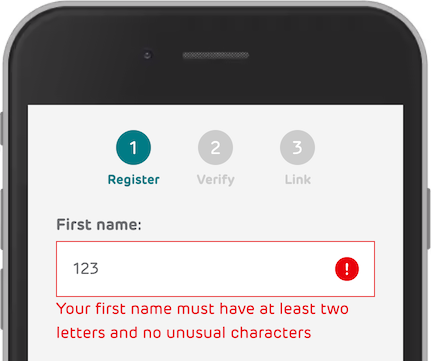 1 2 3
Register Verify Link
First name:
123 !
Your first name must have at least two
letters and no unusual characters